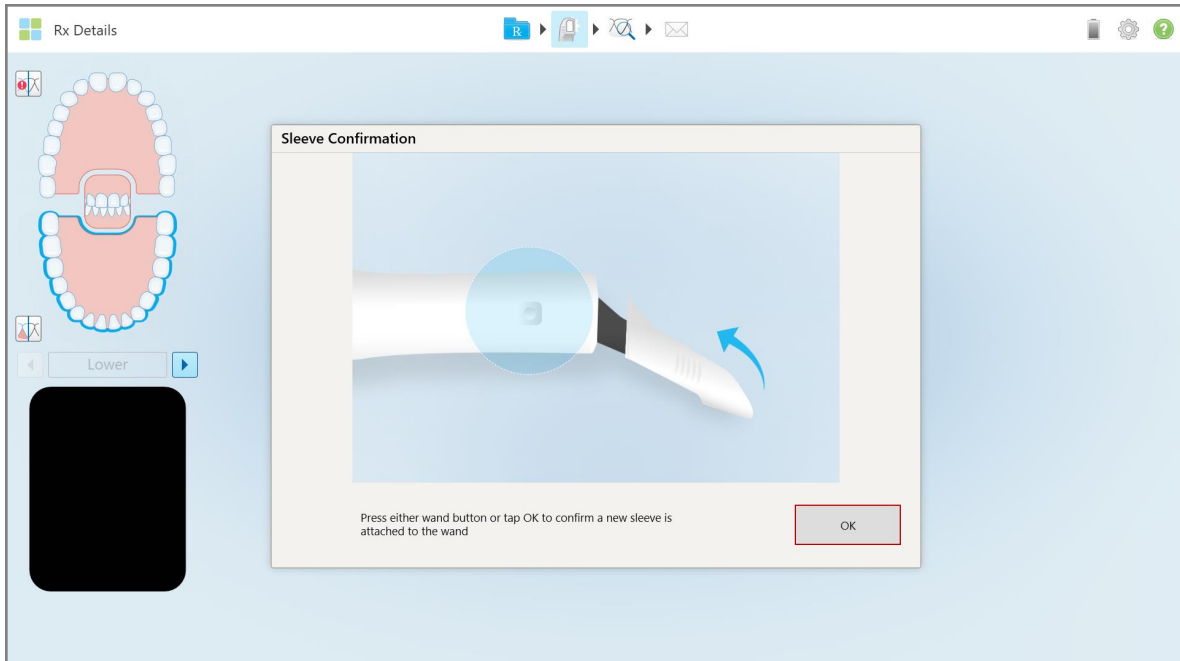 Rx Details
R
?
Sleeve Confirmation
Lower
Press either wand button or tap OK to confirm a new sleeve is
attached to the wand
OK